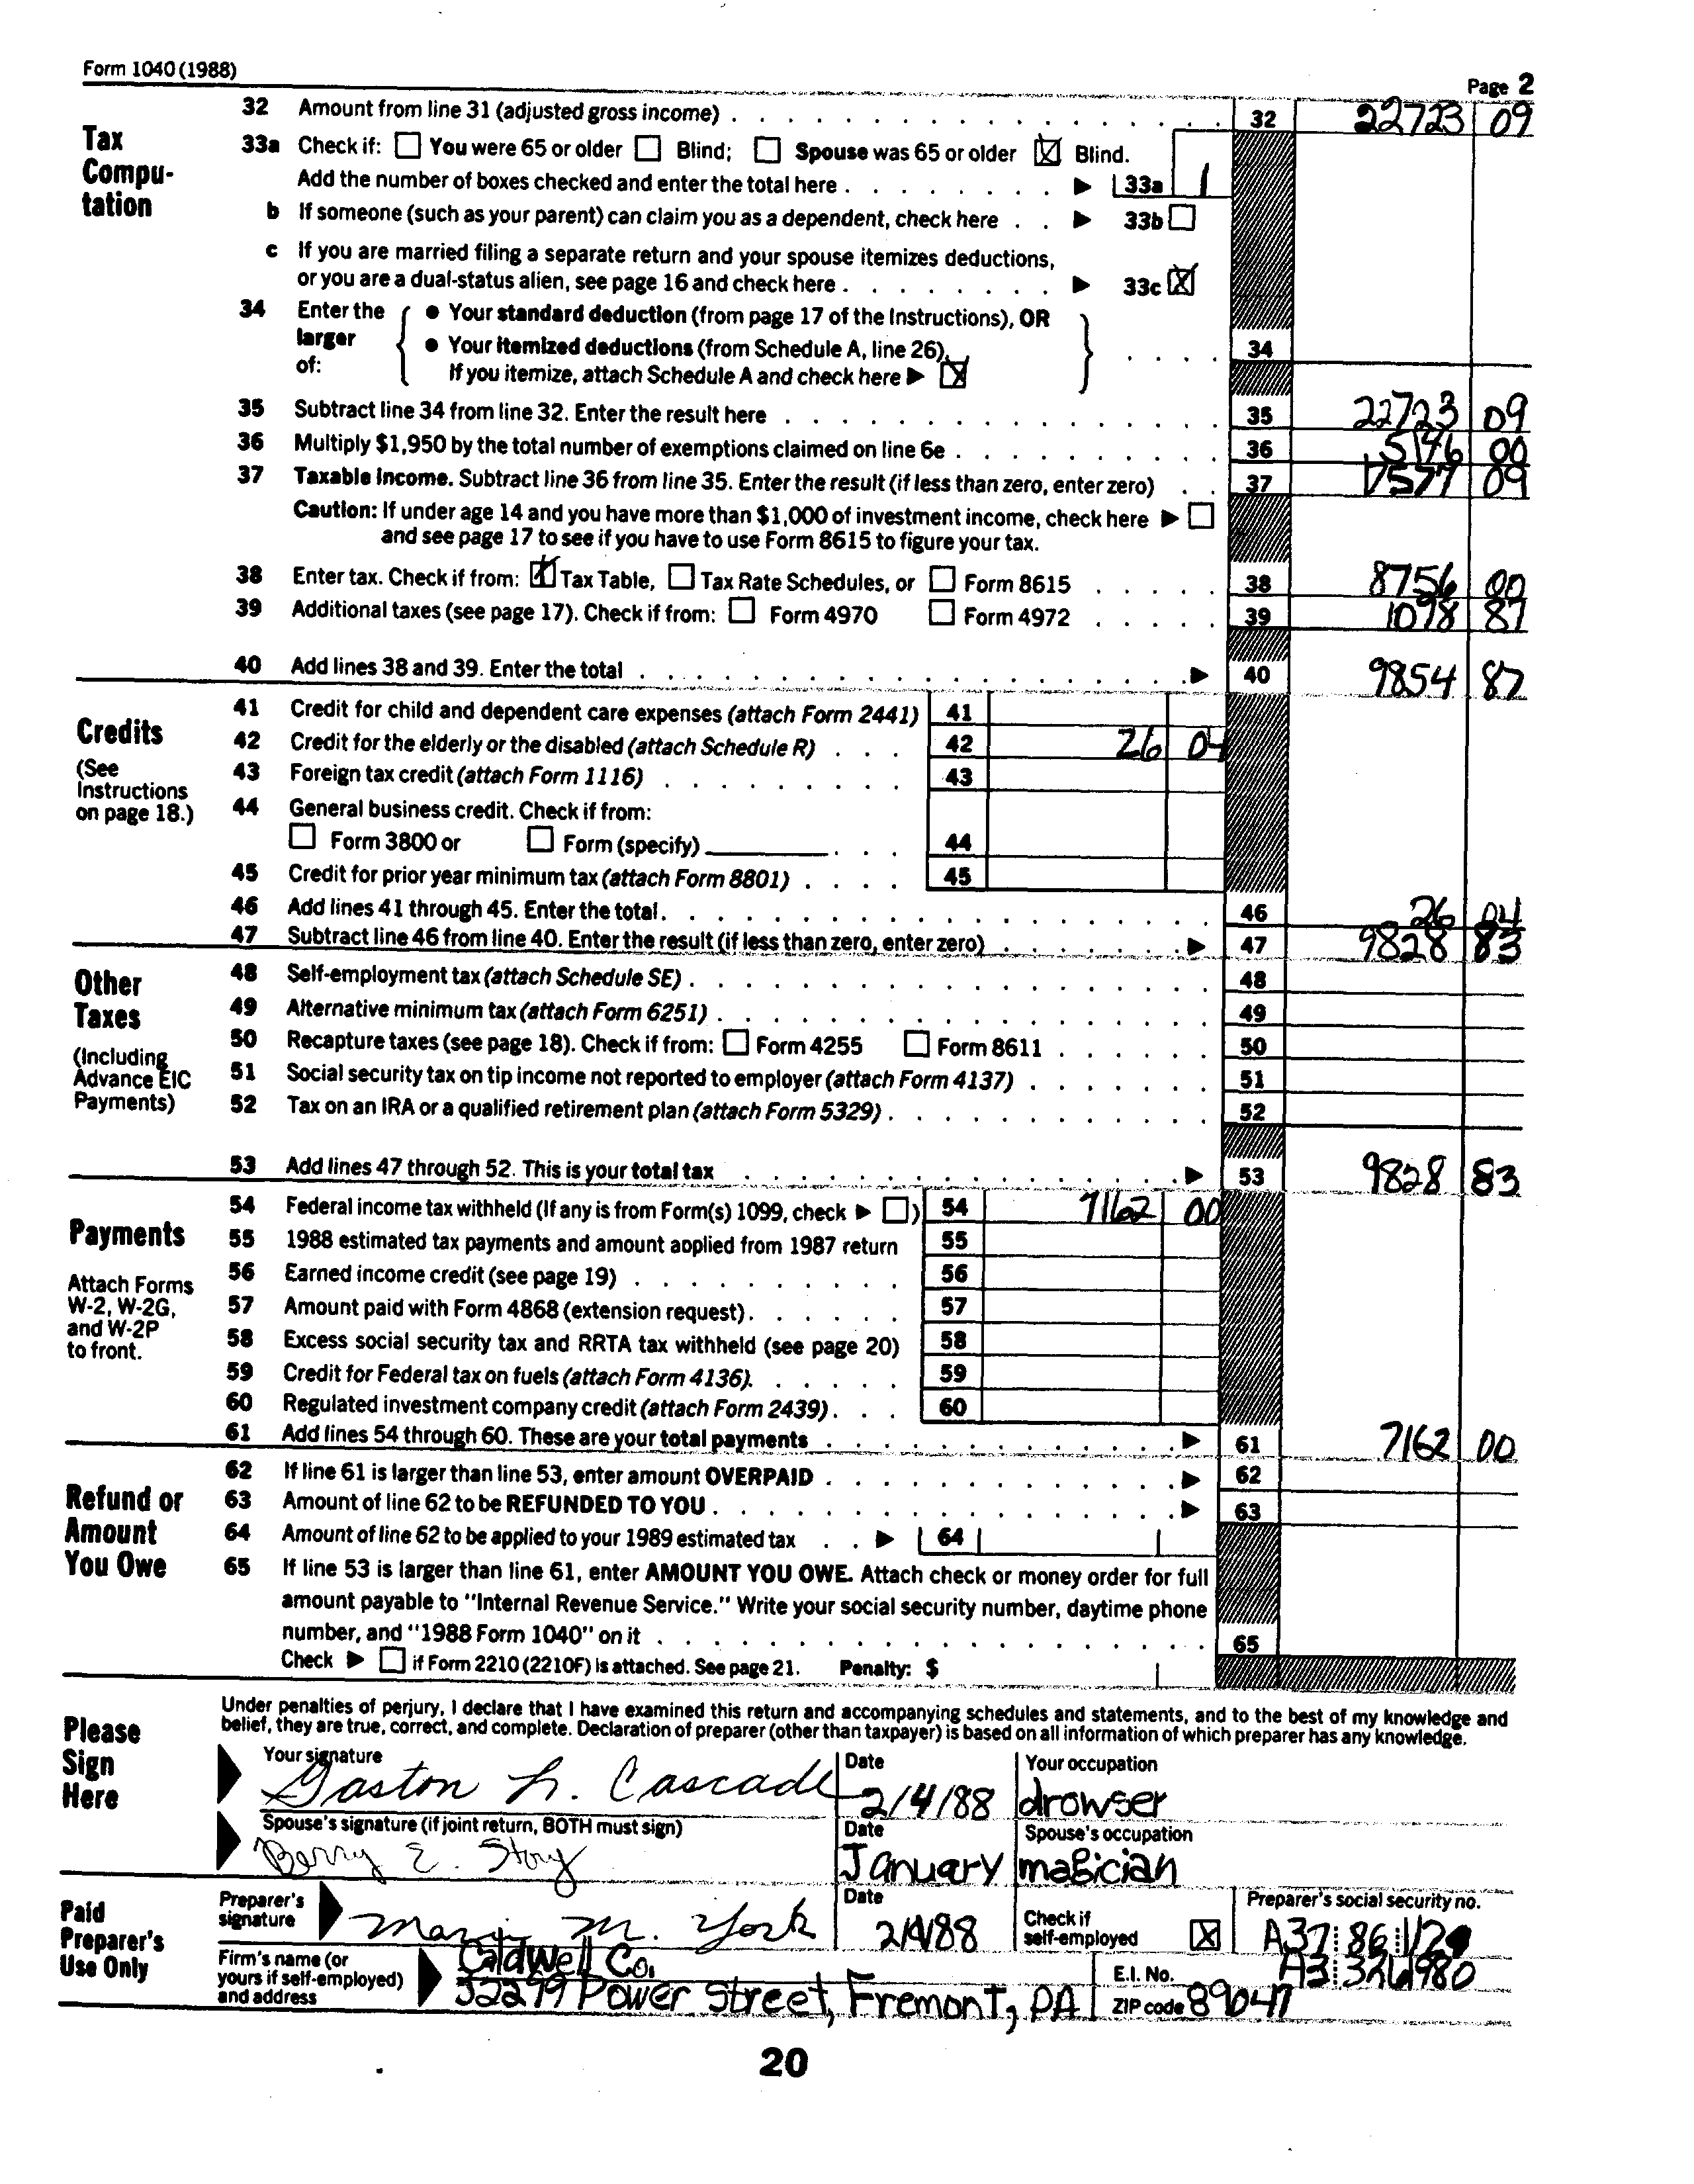 Form 1040 (1988)
Page 2
Tax Compu-tation
32 Amount from line 31 (adjusted gross income) 32 22723 09
33a Check if: You were 65 or older Blind; Spouse was 65 or older X Blind.
Add the number of boxes checked and enter the total here 33a 1
b If someone (such as your parent) can claim you as a dependent, check here 33b
c If you are married filing a separate return and your spouse itemizes deductions,
or you are a dual-status alien, see page 16 and check here 33c X
34 Enter the larger of:
• Your standard deduction (from page 17 of the Instructions), OR
• Your itemized deductions (from Schedule A, line 26). 34
If you itemize, attach Schedule A and check here X
35 Subtract line 34 from line 32. Enter the result here 35 22723 09
36 Multiply $1,950 by the total number of exemptions claimed on line 6e 36 5146 00
37 Taxable income. Subtract line 36 from line 35. Enter the result (if less than zero, enter zero) 37 09
Caution: If under age 14 and you have more than $1,000 of investment income, check here
and see page 17 to see if you have to use Form 8615 to figure your tax.
38 Enter tax. Check if from: X Tax Table, Tax Rate Schedules, or Form 8615 38 8756 00
39 Additional taxes (see page 17). Check if from: Form 4970 Form 4972 39 1098 87
40 Add lines 38 and 39. Enter the total 40 9854 87
Credits
(See Instructions on page 18.)
41 Credit for child and dependent care expenses (attach Form 2441) 41
42 Credit for the elderly or the disabled (attach Schedule R) 42 26 04
43 Foreign tax credit (attach Form 1116) 43
44 General business credit. Check if from:
Form 3800 or Form (specify) 44
45 Credit for prior year minimum tax (attach Form 8801) 45
46 Add lines 41 through 45. Enter the total 46 26 04
47 Subtract line 46 from line 40. Enter the result (if less than zero, enter zero) 47 9828 83
Other Taxes
(Including Advance EIC Payments)
48 Self-employment tax (attach Schedule SE) 48
49 Alternative minimum tax (attach Form 6251) 49
50 Recapture taxes (see page 18). Check if from: Form 4255 Form 8611 50
51 Social security tax on tip income not reported to employer (attach Form 4137) 51
52 Tax on an IRA or a qualified retirement plan (attach Form 5329) 52
53 Add lines 47 through 52. This is your total tax 53 9828 83
Payments
Attach Forms W-2, W-2G, and W-2P to front.
54 Federal income tax withheld (If any is from Form(s) 1099, check ) 54 7162 00
55 1988 estimated tax payments and amount applied from 1987 return 55
56 Earned income credit (see page 19) 56
57 Amount paid with Form 4868 (extension request) 57
58 Excess social security tax and RRTA tax withheld (see page 20) 58
59 Credit for Federal tax on fuels (attach Form 4136) 59
60 Regulated investment company credit (attach Form 2439) 60
61 Add lines 54 through 60. These are your total payments 61 7162 00
Refund or Amount You Owe
62 If line 61 is larger than line 53, enter amount OVERPAID 62
63 Amount of line 62 to be REFUNDED TO YOU 63
64 Amount of line 62 to be applied to your 1989 estimated tax 64
65 If line 53 is larger than line 61, enter AMOUNT YOU OWE. Attach check or money order for full
amount payable to "Internal Revenue Service." Write your social security number, daytime phone
number, and "1988 Form 1040" on it 65
Check if Form 2210 (2210F) is attached. See page 21. Penalty: $
Please Sign Here
Under penalties of perjury, I declare that I have examined this return and accompanying schedules and statements, and to the best of my knowledge and
belief, they are true, correct, and complete. Declaration of preparer (other than taxpayer) is based on all information of which preparer has any knowledge.
Your signature Date Your occupation
Gaston L. Cascade 2/4/88 drowser
Spouse's signature (if joint return, BOTH must sign) Date Spouse's occupation
Berry E. Story January magician
Paid Preparer's Use Only
Preparer's signature Date Check if self-employed X Preparer's social security no.
M. York 2/4/88 A37 86
Firm's name (or yours if self-employed) and address
Caldwell Co. E.I. No.
52299 Power Street, Fremont, PA ZIP code 89047
20